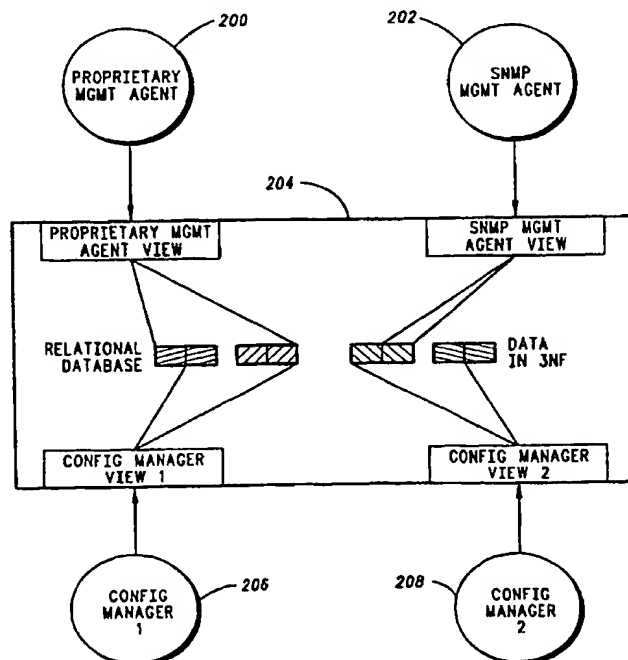 200
202
PROPRIETARY
MGMT AGENT
SNMP
MGMT AGENT
204
PROPRIETARY MGMT
AGENT VIEW
SNMP MGMT
AGENT VIEW
RELATIONAL
DATABASE
DATA
IN 3NF
CONFIG MANAGER
VIEW 1
CONFIG MANAGER
VIEW 2
CONFIG
MANAGER
1
206
208
CONFIG
MANAGER
2